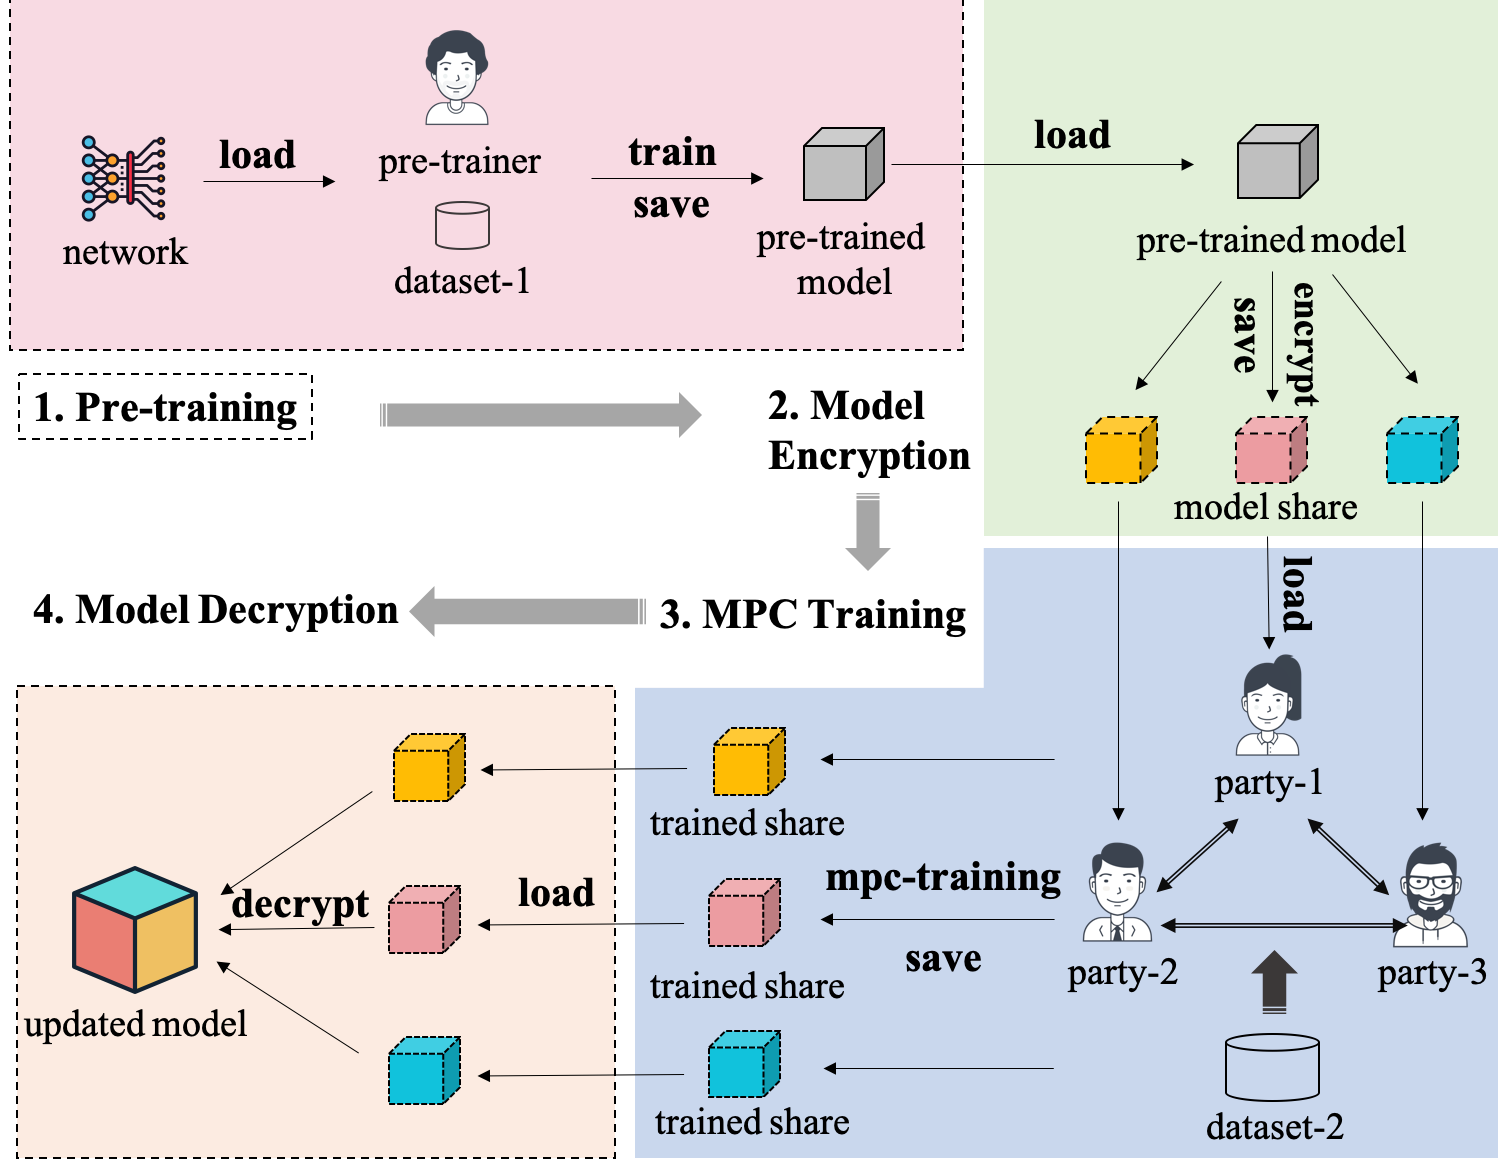 load
pre-trainer
train
save
network
dataset-1
pre-trained
model
load
pre-trained model
save
encrypt
model share
1. Pre-training
2. Model
Encryption
load
3. MPC Training
4. Model Decryption
party-1
party-2
party-3
dataset-2
mpc-training
save
trained share
trained share
trained share
load
decrypt
updated model